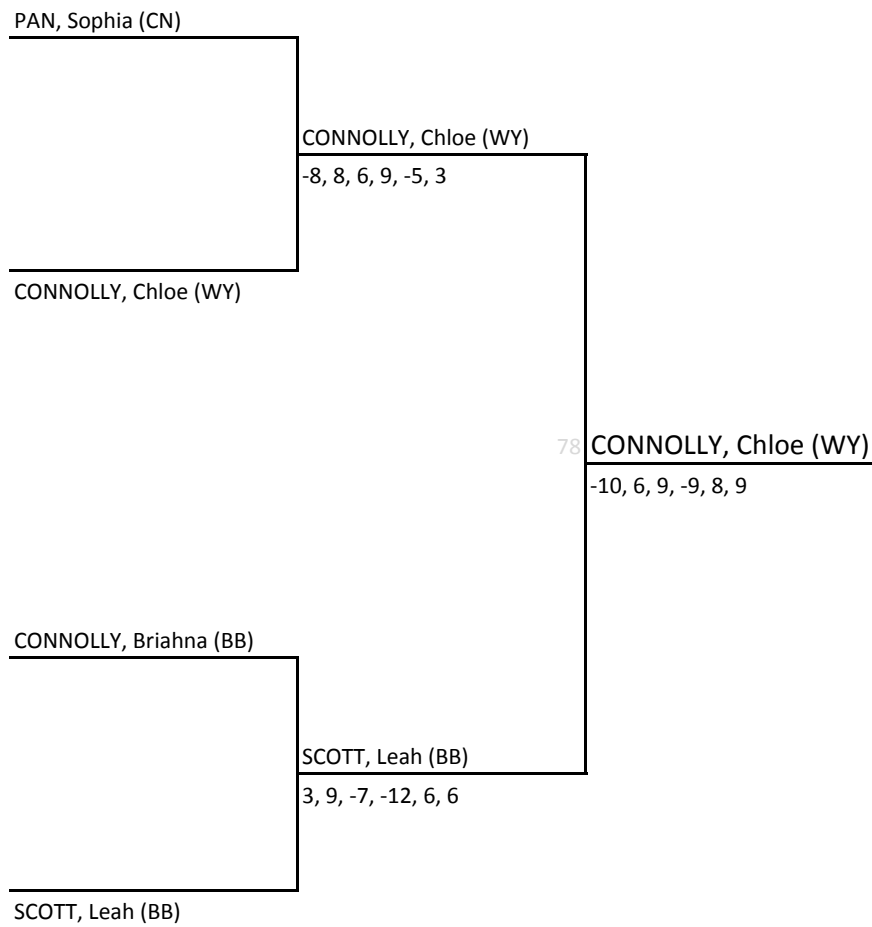 PAN, Sophia (CN)
CONNOLLY, Chloe (WY)
-8, 8, 6, 9, -5, 3
CONNOLLY, Chloe (WY)
78 CONNOLLY, Chloe (WY)
-10, 6, 9, -9, 8, 9
CONNOLLY, Briahna (BB)
SCOTT, Leah (BB)
3, 9, -7, -12, 6, 6
SCOTT, Leah (BB)